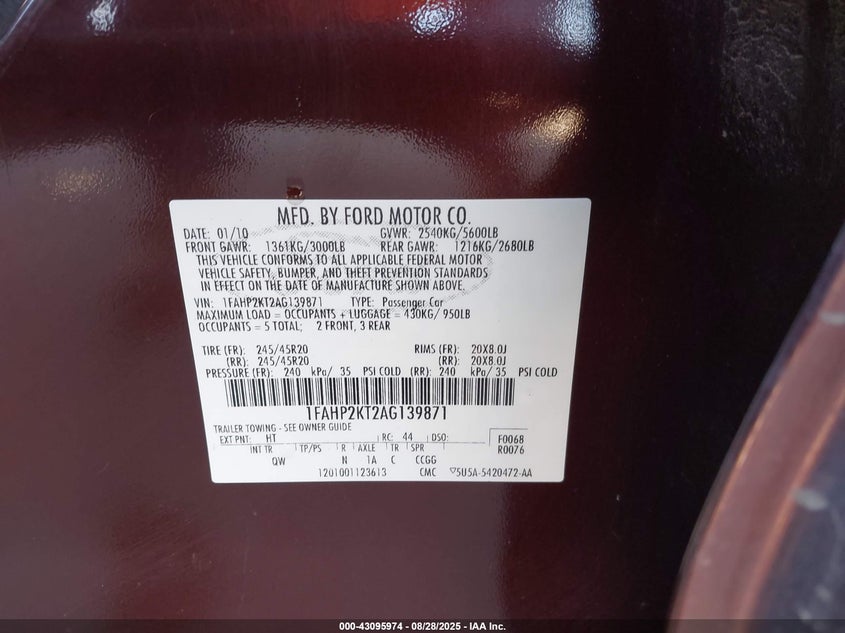 MFD. BY FORD MOTOR CO.
DATE: 01/10 GVWR: 2540KG/5600LB
FRONT GAWR: 1361KG/3000LB REAR GAWR: 1216KG/2680LB
THIS VEHICLE CONFORMS TO ALL APPLICABLE FEDERAL MOTOR
VEHICLE SAFETY, BUMPER, AND THEFT PREVENTION STANDARDS
IN EFFECT ON THE DATE OF MANUFACTURE SHOWN ABOVE.
VIN: 1FAHP2KT2AG139871 TYPE: Passenger Car
MAXIMUM LOAD = OCCUPANTS + LUGGAGE = 430KG/950LB
OCCUPANTS = 5 TOTAL; 2 FRONT, 3 REAR
TIRE (FR): 245/45R20 RIMS (FR): 20X8.0J
(RR): 245/45R20 (RR): 20X8.0J
PRESSURE (FR): 240 kPa/ 35 PSI COLD (RR): 240 kPa/ 35 PSI COLD
1FAHP2KT2AG139871
TRAILER TOWING - SEE OWNER GUIDE
EXT PNT: HT RC: 44 DSO: F0068
INT TR TP/PS R AXLE TR SPR R0076
QW N 1A C CCGG
1201001123613 CMC ▽5U5A-5420472-AA
000-43095974 | 08/28/2025 - IAA Inc.